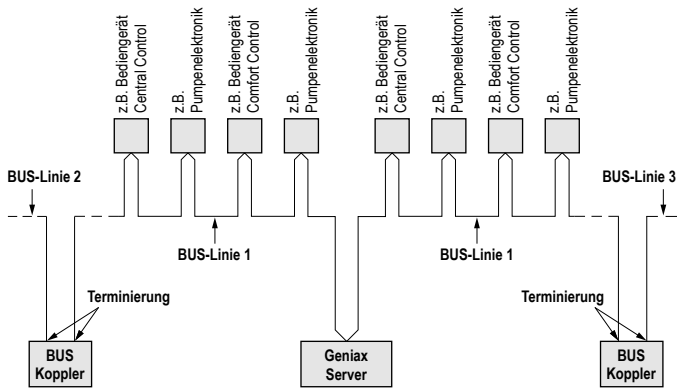 z.B. Bediengerät
Central Control
z.B.
Pumpenelektronik
z.B. Bediengerät
Comfort Control
z.B.
Pumpenelektronik
z.B. Bediengerät
Central Control
z.B.
Pumpenelektronik
z.B. Bediengerät
Comfort Control
z.B.
Pumpenelektronik
BUS-Linie 2
BUS-Linie 3
BUS-Linie 1
BUS-Linie 1
Terminierung
Terminierung
BUS
Koppler
Geniax
Server
BUS
Koppler